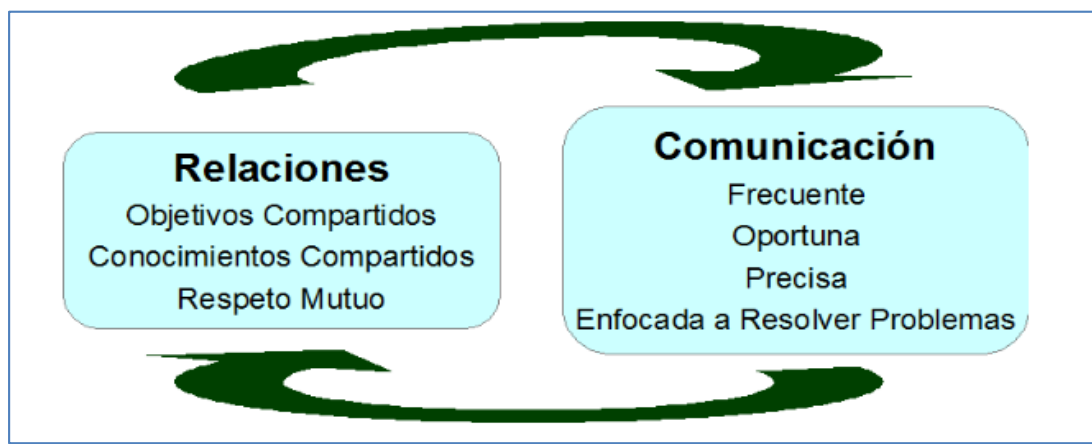 Relaciones
Objetivos Compartidos
Conocimientos Compartidos
Respeto Mutuo
Comunicación
Frecuente
Oportuna
Precisa
Enfocada a Resolver Problemas